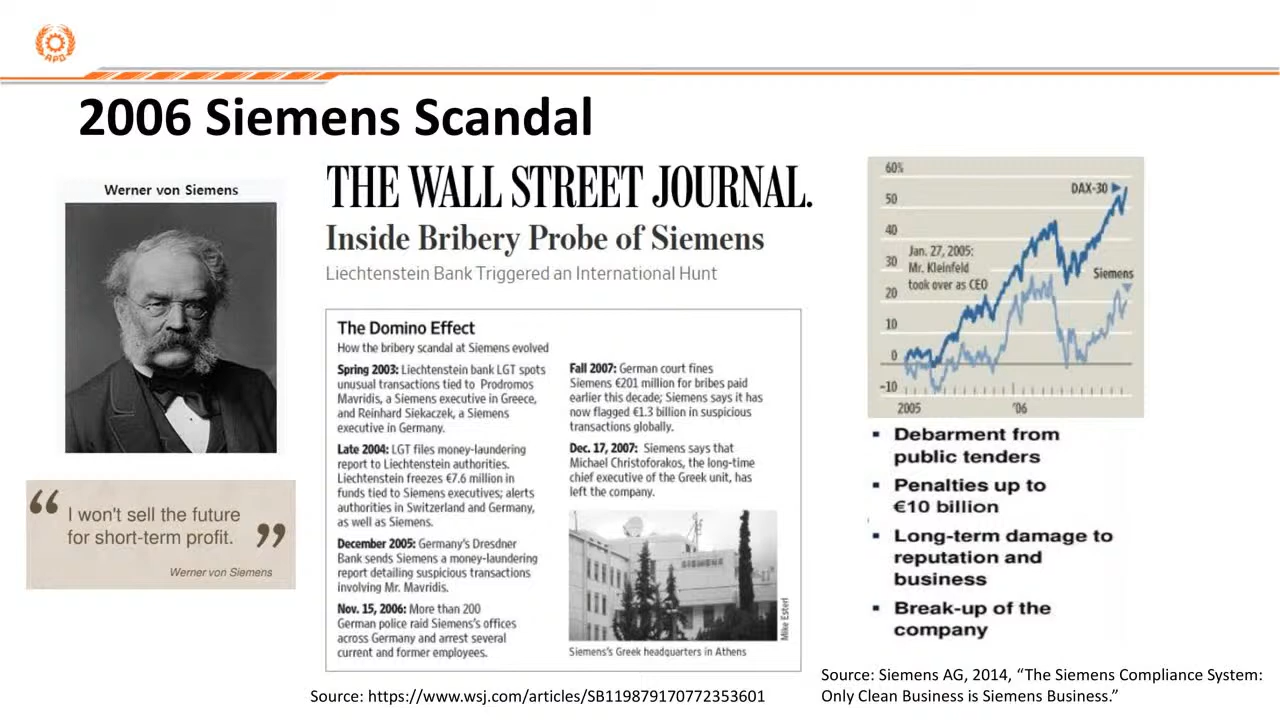 APO
2006 Siemens Scandal
Werner von Siemens
“ I won't sell the future
for short-term profit. ”
Werner von Siemens
THE WALL STREET JOURNAL.
Inside Bribery Probe of Siemens
Liechtenstein Bank Triggered an International Hunt
The Domino Effect
How the bribery scandal at Siemens evolved
Spring 2003: Liechtenstein bank LGT spots
unusual transactions tied to Prodromos
Mavridis, a Siemens executive in Greece,
and Reinhard Siekaczek, a Siemens
executive in Germany.
Late 2004: LGT files money-laundering
report to Liechtenstein authorities.
Liechtenstein freezes €7.6 million in
funds tied to Siemens executives; alerts
authorities in Switzerland and Germany,
as well as Siemens.
December 2005: Germany's Dresdner
Bank sends Siemens a money-laundering
report detailing suspicious transactions
involving Mr. Mavridis.
Nov. 15, 2006: More than 200
German police raid Siemens's offices
across Germany and arrest several
current and former employees.
Fall 2007: German court fines
Siemens €201 million for bribes paid
earlier this decade; Siemens says it has
now flagged €1.3 billion in suspicious
transactions globally.
Dec. 17, 2007: Siemens says that
Michael Christoforakos, the long-time
chief executive of the Greek unit, has
left the company.
SIEMENS
Mike Esterl
Siemens's Greek headquarters in Athens
Source: https://www.wsj.com/articles/SB119879170772353601
60%
50
40
30
20
10
0
-10
DAX-30
Jan. 27, 2005:
Mr. Kleinfeld
took over as CEO
Siemens
2005 '06
▪ Debarment from
public tenders
▪ Penalties up to
€10 billion
▪ Long-term damage to
reputation and
business
▪ Break-up of the
company
Source: Siemens AG, 2014, “The Siemens Compliance System:
Only Clean Business is Siemens Business.”